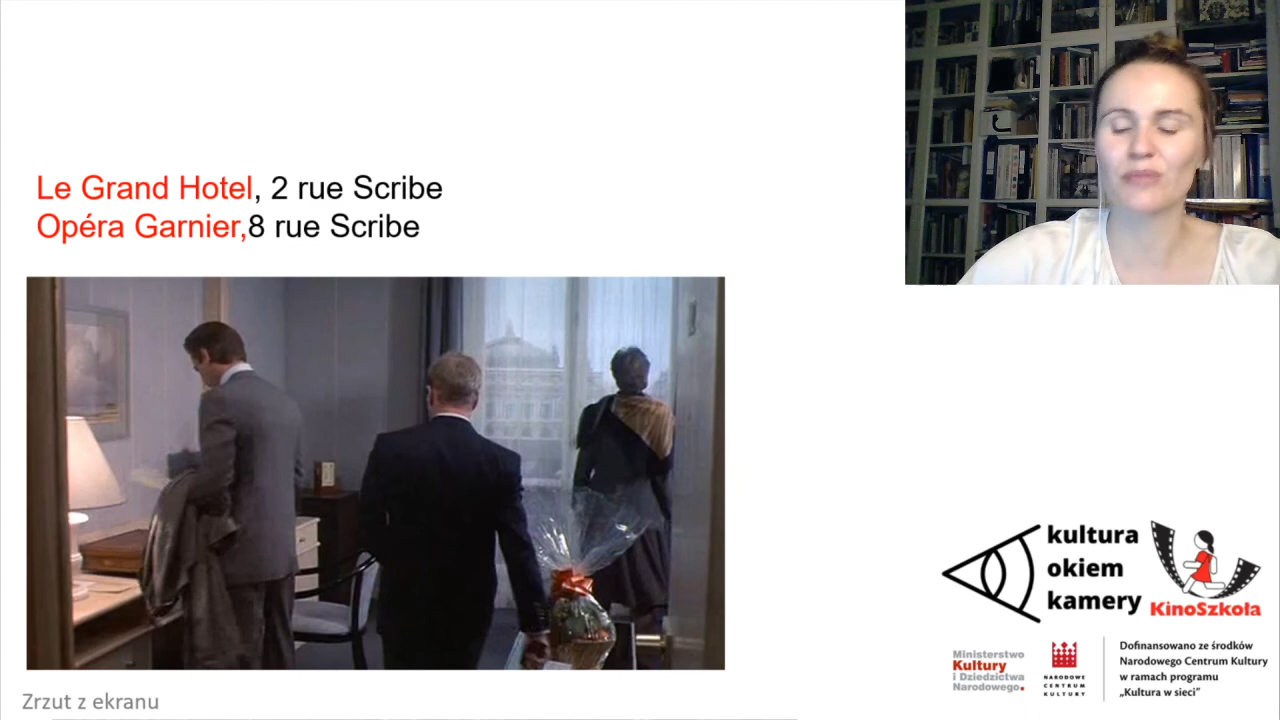 Le Grand Hotel, 2 rue Scribe
Opéra Garnier,8 rue Scribe
kultura
okiem
kamery
KinoSzkoła
Ministerstwo
Kultury
i Dziedzictwa
Narodowego.
NARODOWE
CENTRUM
KULTURY
Dofinansowano ze środków
Narodowego Centrum Kultury
w ramach programu
„Kultura w sieci”
Zrzut z ekranu